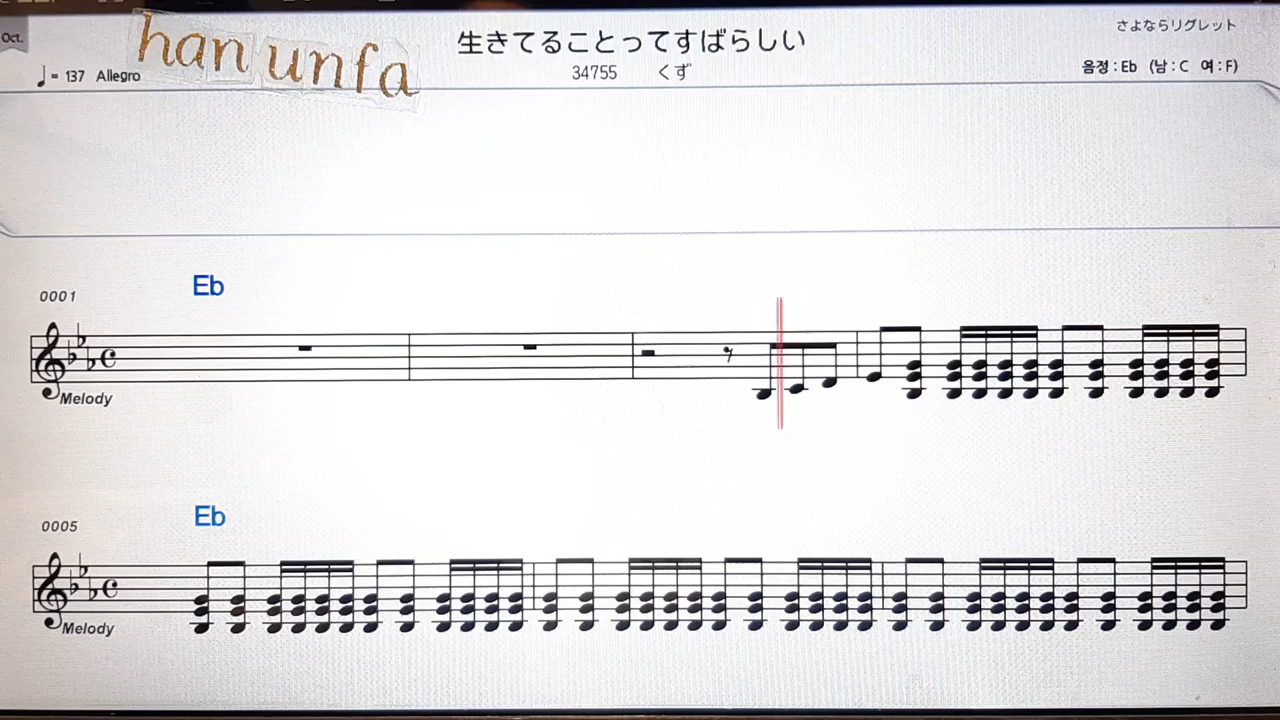 Oct.
han unfa
生きてることってすばらしい
さよならリグレット
♩= 137 Allegro
34755 くず
음정 : Eb (남 : C 여 : F)
0001
Eb
Melody
0005
Eb
Melody